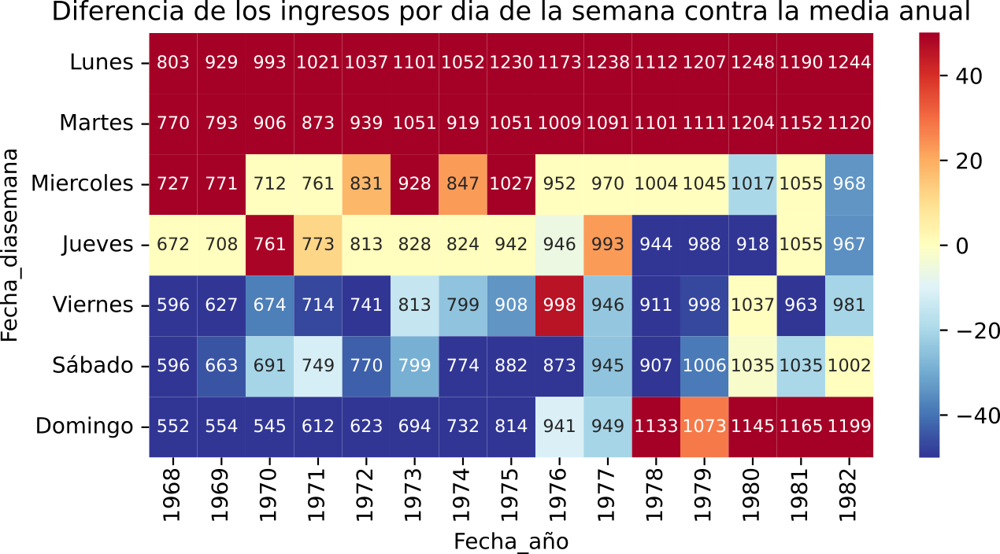 Diferencia de los ingresos por dia de la semana contra la media anual
Fecha_diasemana
Lunes 803 929 993 1021 1037 1101 1052 1230 1173 1238 1112 1207 1248 1190 1244
Martes 770 793 906 873 939 1051 919 1051 1009 1091 1101 1111 1204 1152 1120
Miercoles 727 771 712 761 831 928 847 1027 952 970 1004 1045 1017 1055 968
Jueves 672 708 761 773 813 828 824 942 946 993 944 988 918 1055 967
Viernes 596 627 674 714 741 813 799 908 998 946 911 998 1037 963 981
Sábado 596 663 691 749 770 799 774 882 873 945 907 1006 1035 1035 1002
Domingo 552 554 545 612 623 694 732 814 941 949 1133 1073 1145 1165 1199
1968 1969 1970 1971 1972 1973 1974 1975 1976 1977 1978 1979 1980 1981 1982
Fecha_año
40
20
0
−20
−40